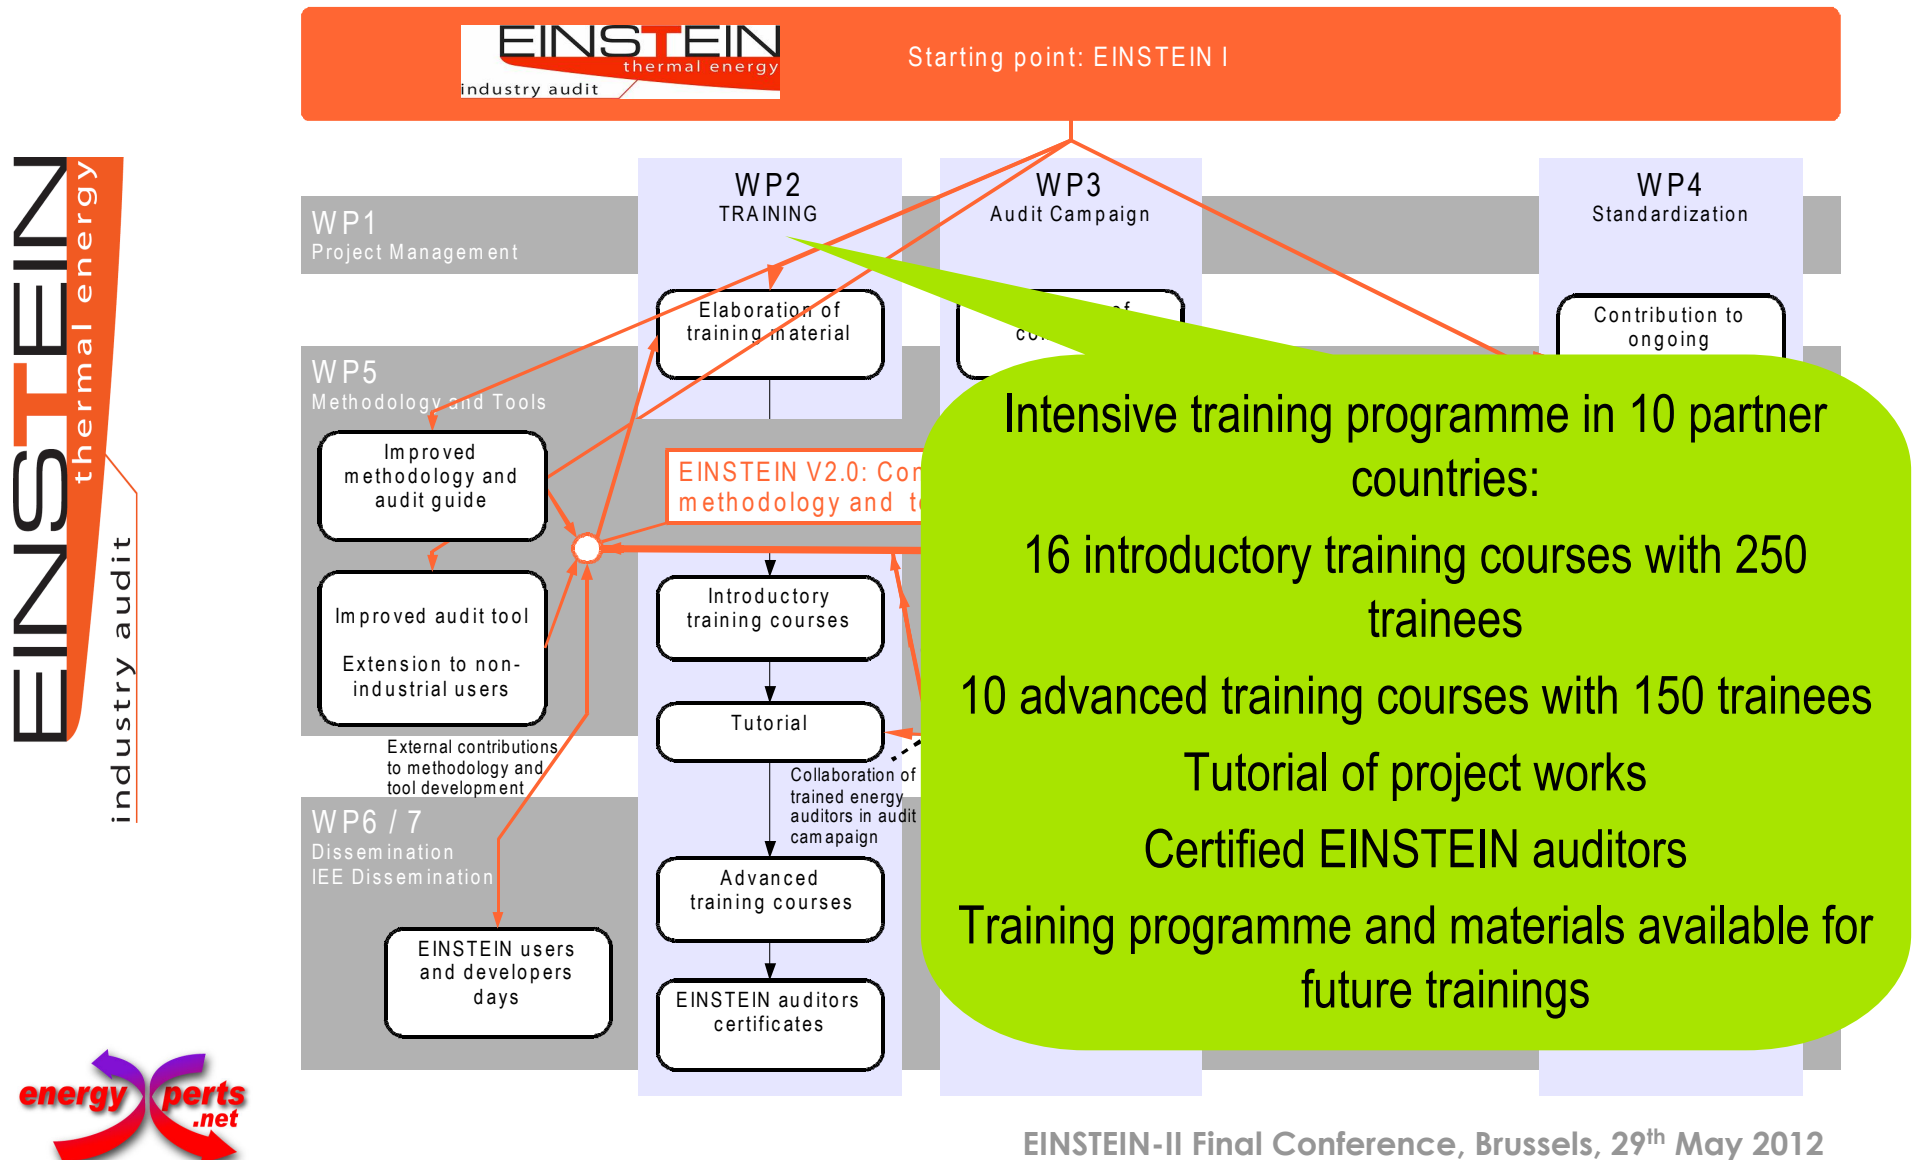 EINSTEIN
thermal energy
industry audit
Starting point: EINSTEIN I
EINSTEIN
thermal energy
industry audit
WP1
Project Management
WP2
TRAINING
WP3
Audit Campaign
WP4
Standardization
Elaboration of
training material
of
Contribution to
ongoing
WP5
Methodology and Tools
Improved
methodology and
audit guide
EINSTEIN V2.0:
methodology and
Improved audit tool
Extension to non-
industrial users
Introductory
training courses
Tutorial
External contributions
to methodology and
tool development
Collaboration of
trained energy
auditors in audit
camapaign
WP6 / 7
Dissemination
IEE Dissemination
Advanced
training courses
EINSTEIN users
and developers
days
EINSTEIN auditors
certificates
Intensive training programme in 10 partner
countries:
16 introductory training courses with 250
trainees
10 advanced training courses with 150 trainees
Tutorial of project works
Certified EINSTEIN auditors
Training programme and materials available for
future trainings
energy perts
.net
EINSTEIN-II Final Conference, Brussels, 29th May 2012